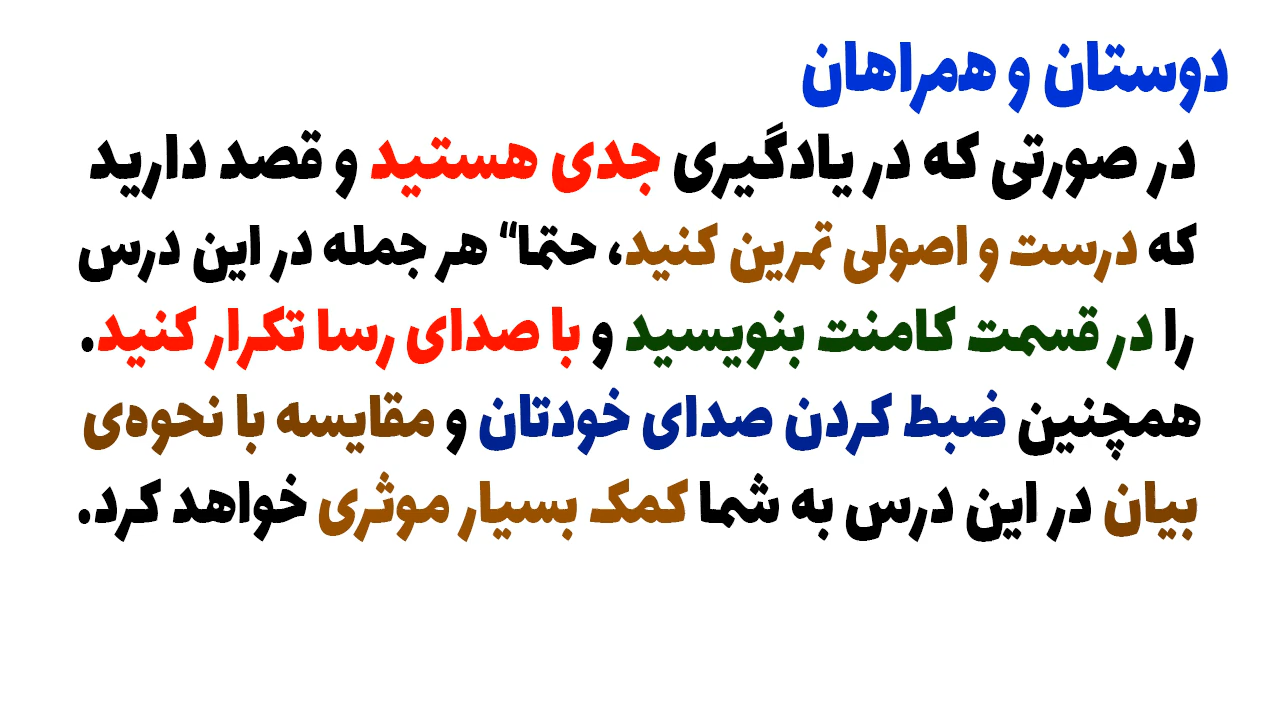 دوستان و همراهان
در صورتی که در یادگیری جدی هستید و قصد دارید
که درست و اصولی تمرین کنید، حتما“ هر جمله در این درس
را در قسمت کامنت بنویسید و با صدای رسا تکرار کنید.
همچنین ضبط کردن صدای خودتان و مقایسه با نحوه‌ی
بیان در این درس به شما کمک بسیار موثری خواهد کرد.